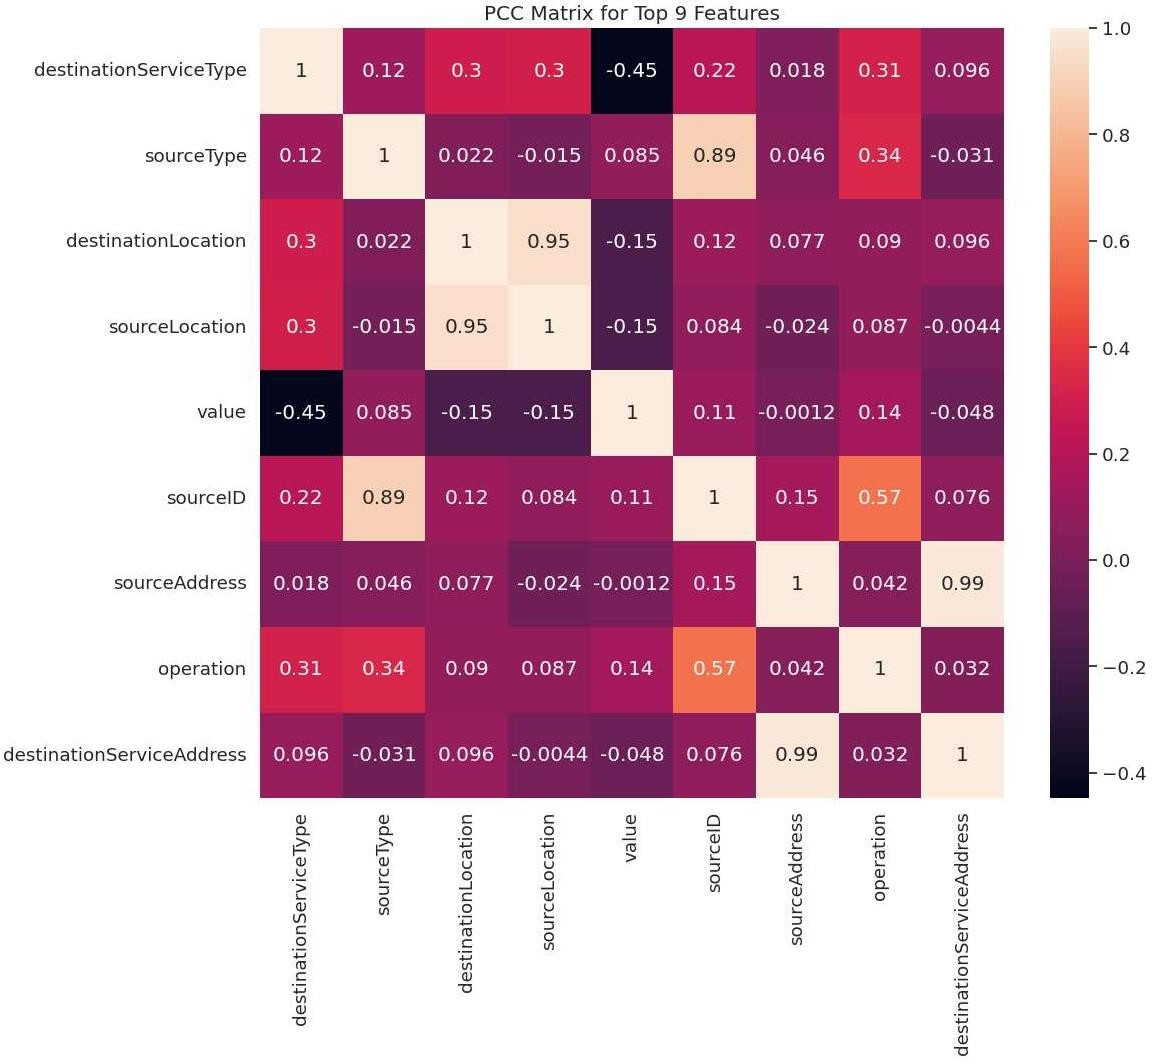 PCC Matrix for Top 9 Features
destinationServiceType 1 0.12 0.3 0.3 -0.45 0.22 0.018 0.31 0.096
sourceType 0.12 1 0.022 -0.015 0.085 0.89 0.046 0.34 -0.031
destinationLocation 0.3 0.022 1 0.95 -0.15 0.12 0.077 0.09 0.096
sourceLocation 0.3 -0.015 0.95 1 -0.15 0.084 -0.024 0.087 -0.0044
value -0.45 0.085 -0.15 -0.15 1 0.11 -0.0012 0.14 -0.048
sourceID 0.22 0.89 0.12 0.084 0.11 1 0.15 0.57 0.076
sourceAddress 0.018 0.046 0.077 -0.024 -0.0012 0.15 1 0.042 0.99
operation 0.31 0.34 0.09 0.087 0.14 0.57 0.042 1 0.032
destinationServiceAddress 0.096 -0.031 0.096 -0.0044 -0.048 0.076 0.99 0.032 1
destinationServiceType
sourceType
destinationLocation
sourceLocation
value
sourceID
sourceAddress
operation
destinationServiceAddress
1.0
0.8
0.6
0.4
0.2
0.0
−0.2
−0.4